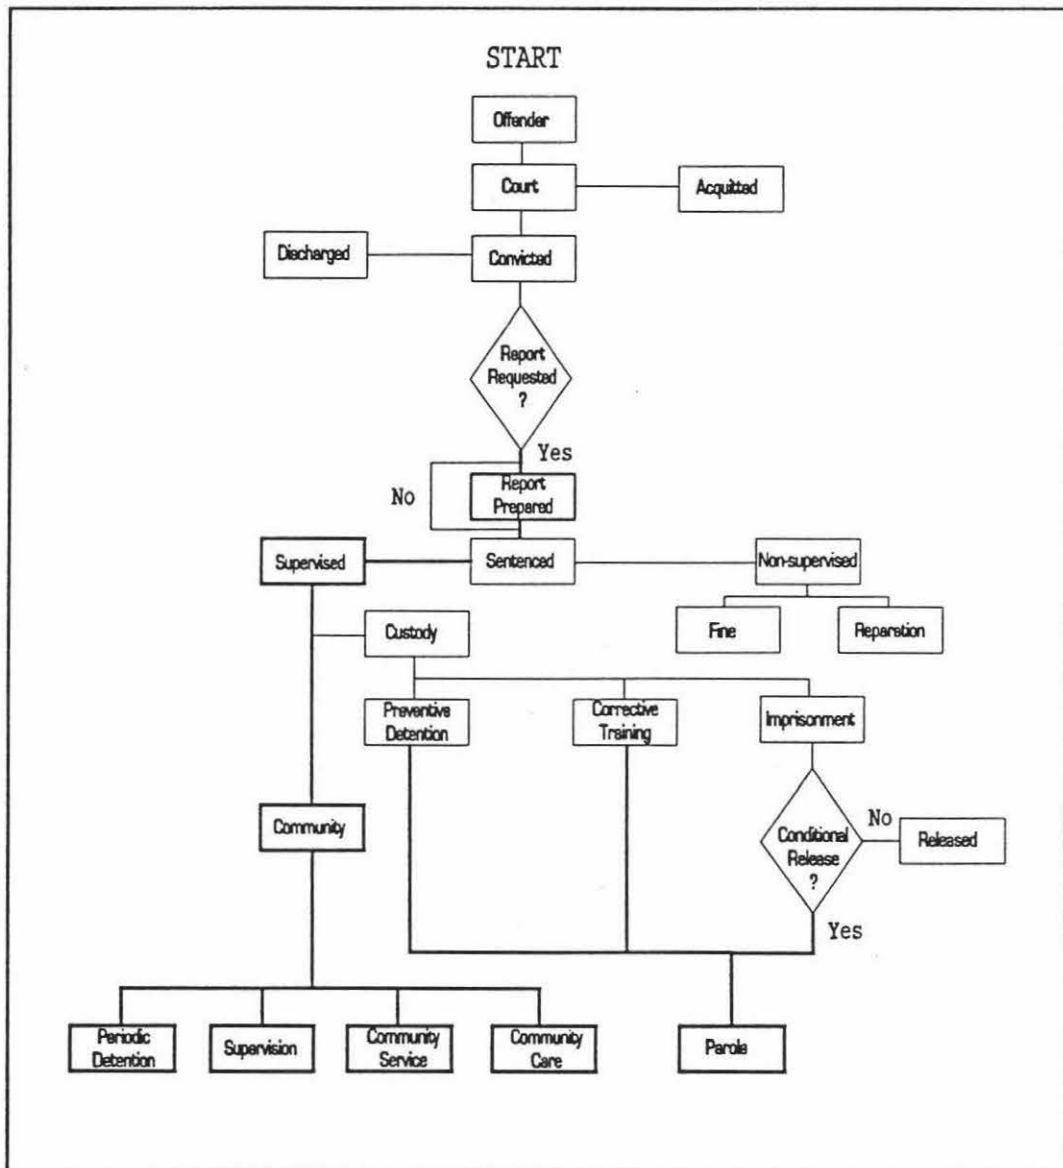 START
Offender
Court
Acquitted
Discharged
Convicted
Report
Requested
?
Yes
No
Report
Prepared
Supervised
Sentenced
Non-supervised
Custody
Fine
Reparation
Preventive
Detention
Corrective
Training
Imprisonment
Community
Conditional
Release
?
No
Released
Yes
Periodic
Detention
Supervision
Community
Service
Community
Care
Parole